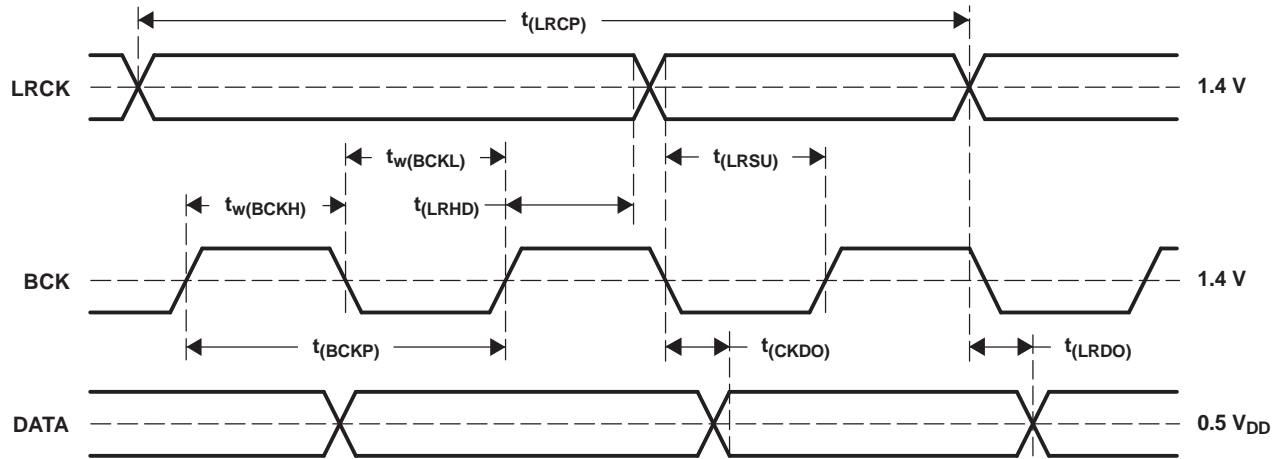 t(LRCP)
LRCK
1.4 V
tw(BCKL)
t(LRSU)
tw(BCKH)
t(LRHD)
BCK
1.4 V
t(BCKP)
t(CKDO)
t(LRDO)
DATA
0.5 VDD